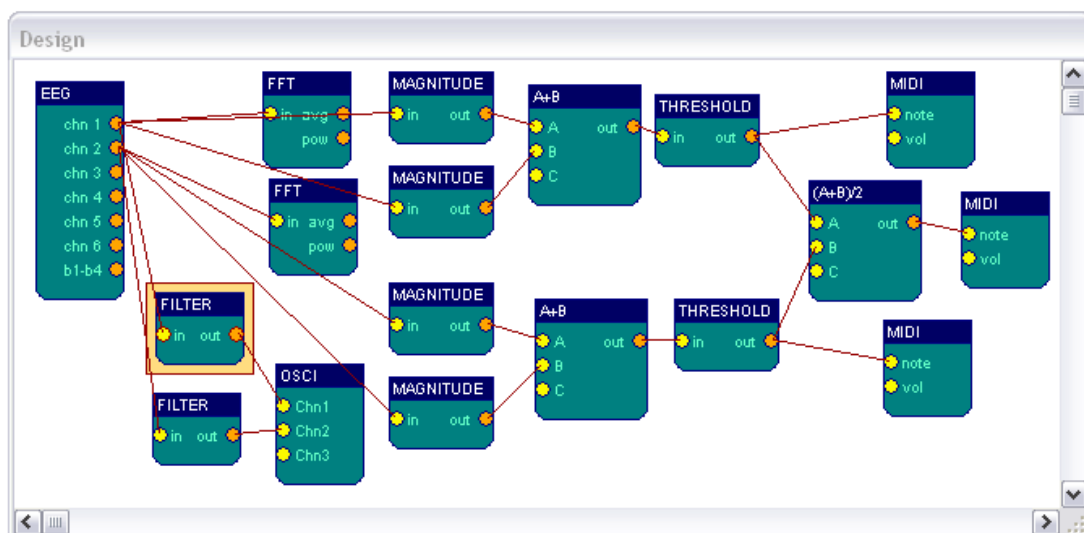 Design
EEG
chn 1
chn 2
chn 3
chn 4
chn 5
chn 6
b1-b4
FFT
in avg
pow
FFT
in avg
pow
FILTER
in out
FILTER
in out
OSCI
Chn1
Chn2
Chn3
MAGNITUDE
in out
MAGNITUDE
in out
MAGNITUDE
in out
MAGNITUDE
in out
A+B
A out
B
C
A+B
A out
B
C
THRESHOLD
in out
THRESHOLD
in out
MIDI
note
vol
(A+B)/2
A out
B
C
MIDI
note
vol
MIDI
note
vol